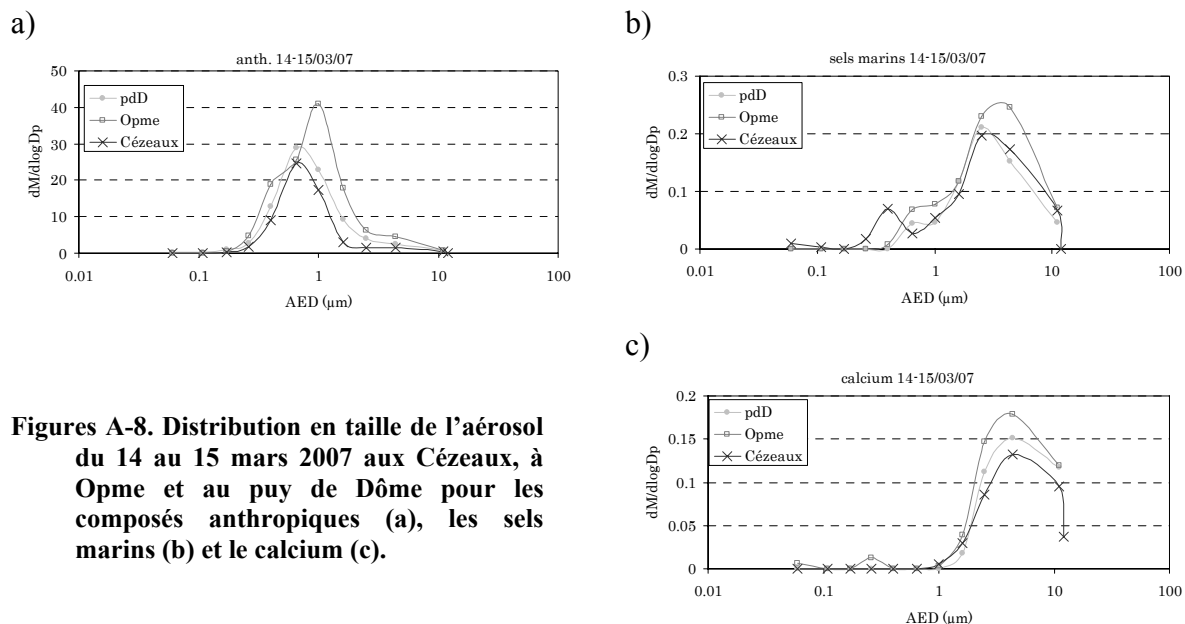 a)
anth. 14-15/03/07
50
40
30
20
10
0
dM/dlogDp
pdD
Opme
Cézeaux
0.01 0.1 1 10 100
AED (µm)
b)
sels marins 14-15/03/07
0.3
0.2
0.1
0
dM/dlogDp
pdD
Opme
Cézeaux
0.01 0.1 1 10 100
AED (µm)
c)
calcium 14-15/03/07
0.2
0.15
0.1
0.05
0
dM/dlogDp
pdD
Opme
Cézeaux
0.01 0.1 1 10 100
AED (µm)
Figures A-8. Distribution en taille de l’aérosol
du 14 au 15 mars 2007 aux Cézeaux, à
Opme et au puy de Dôme pour les
composés anthropiques (a), les sels
marins (b) et le calcium (c).